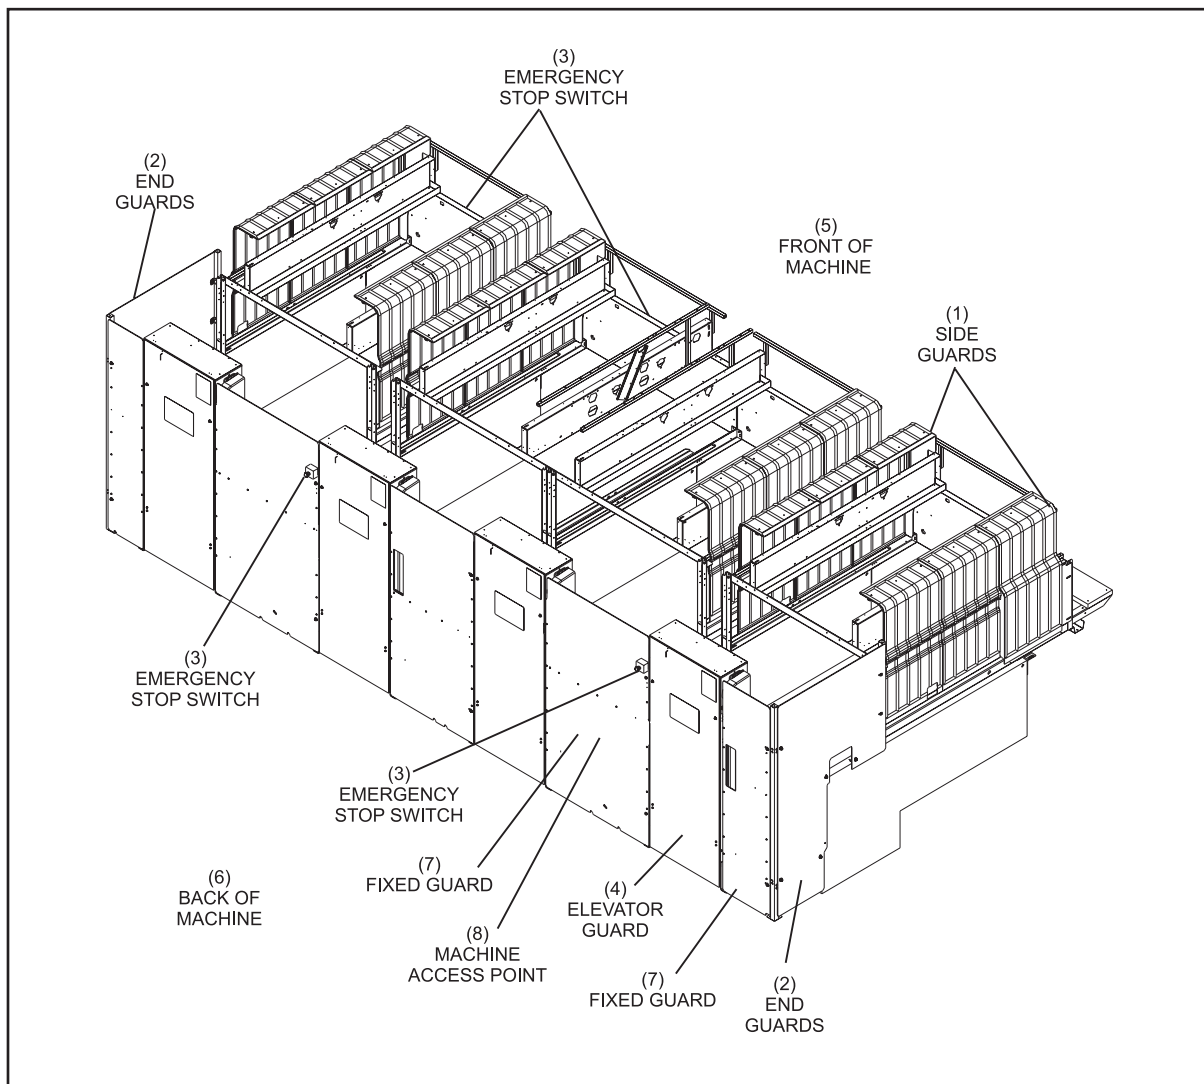 (3)
EMERGENCY
STOP SWITCH
(2)
END
GUARDS
(5)
FRONT OF
MACHINE
(1)
SIDE
GUARDS
(3)
EMERGENCY
STOP SWITCH
(3)
EMERGENCY
STOP SWITCH
(7)
FIXED GUARD
(6)
BACK OF
MACHINE
(4)
ELEVATOR
GUARD
(8)
MACHINE
ACCESS POINT
(7)
FIXED GUARD
(2)
END
GUARDS